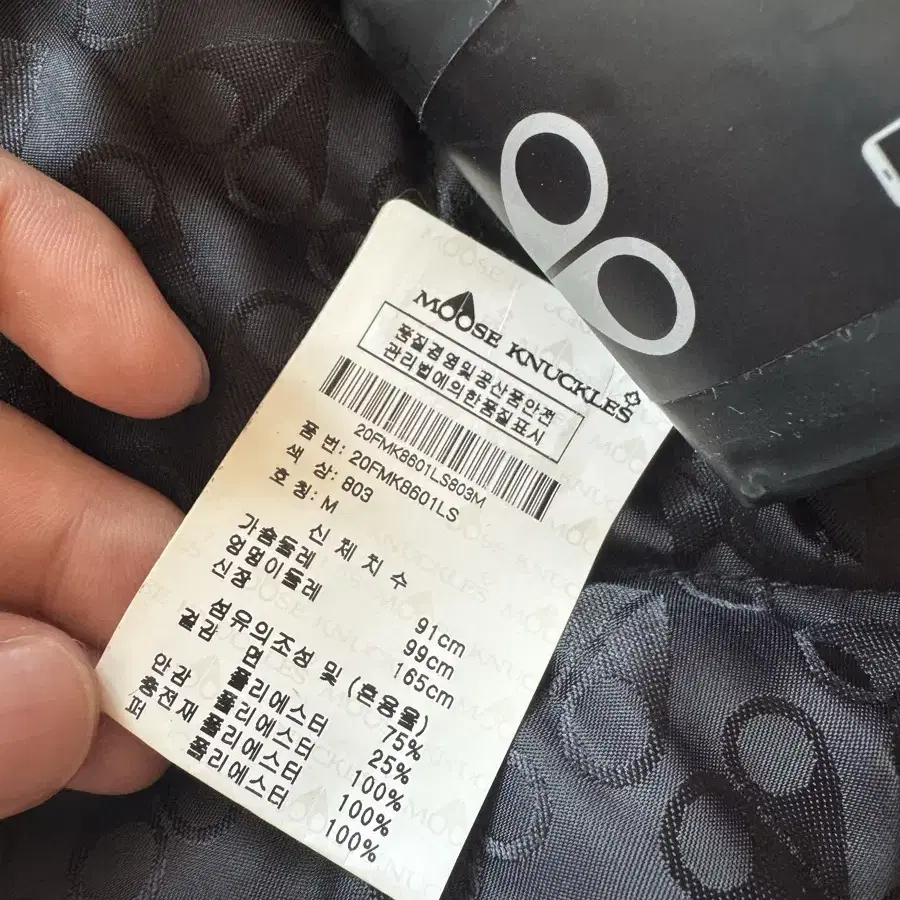 MOOSE KNUCKLES
품질경영및공산품안전
관리법에의한품질표시
20FMK8601LS803M
품 번: 20FMK8601LS
색 상: 803
호 칭: M
신 체 치 수
가슴둘레 91cm
엉덩이둘레 99cm
신장 165cm
섬유의조성 및 (혼용율)
겉감 면 75%
폴리에스터 25%
안감 폴리에스터 100%
충전재 폴리에스터 100%
퍼 폴리에스터 100%